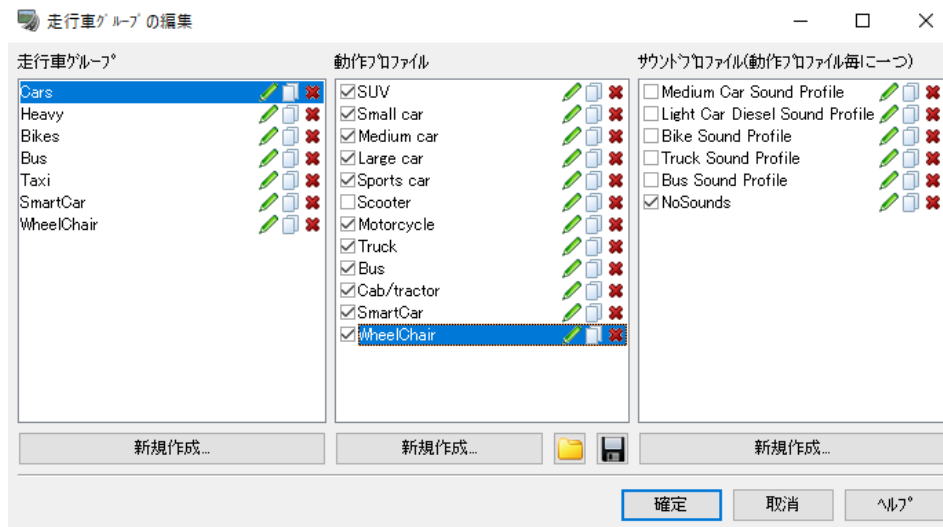 走行車ｸﾞﾙｰﾌﾟの編集
走行車ｸﾞﾙｰﾌﾟ
Cars
Heavy
Bikes
Bus
Taxi
SmartCar
WheelChair
新規作成...
動作ﾌﾟﾛﾌｧｲﾙ
SUV
Small car
Medium car
Large car
Sports car
Scooter
Motorcycle
Truck
Bus
Cab/tractor
SmartCar
WheelChair
新規作成...
ｻｳﾝﾄﾞﾌﾟﾛﾌｧｲﾙ(動作ﾌﾟﾛﾌｧｲﾙ毎に一つ)
Medium Car Sound Profile
Light Car Diesel Sound Profile
Bike Sound Profile
Truck Sound Profile
Bus Sound Profile
NoSounds
新規作成...
確定
取消
ﾍﾙﾌﾟ